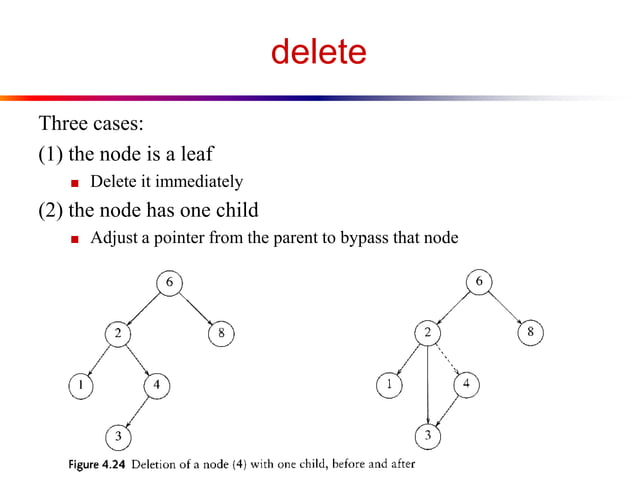 delete
Three cases:
(1) the node is a leaf
Delete it immediately
(2) the node has one child
Adjust a pointer from the parent to bypass that node
6 6
2 8 2 8
1 4 1 4
3 3
Figure 4.24 Deletion of a node (4) with one child, before and after